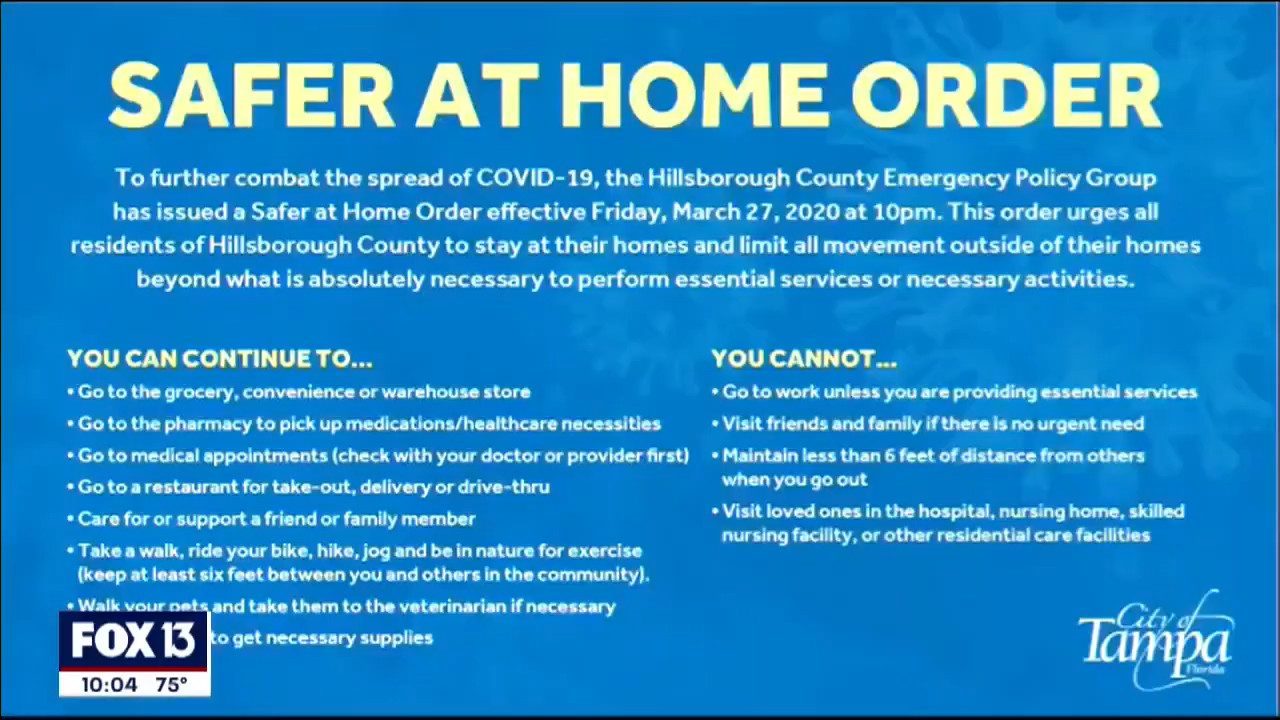 SAFER AT HOME ORDER
To further combat the spread of COVID-19, the Hillsborough County Emergency Policy Group
has issued a Safer at Home Order effective Friday, March 27, 2020 at 10pm. This order urges all
residents of Hillsborough County to stay at their homes and limit all movement outside of their homes
beyond what is absolutely necessary to perform essential services or necessary activities.
YOU CAN CONTINUE TO...
• Go to the grocery, convenience or warehouse store
• Go to the pharmacy to pick up medications/healthcare necessities
• Go to medical appointments (check with your doctor or provider first)
• Go to a restaurant for take-out, delivery or drive-thru
• Care for or support a friend or family member
• Take a walk, ride your bike, hike, jog and be in nature for exercise
(keep at least six feet between you and others in the community).
• Walk your pets and take them to the veterinarian if necessary
to get necessary supplies
YOU CANNOT...
• Go to work unless you are providing essential services
• Visit friends and family if there is no urgent need
• Maintain less than 6 feet of distance from others
when you go out
• Visit loved ones in the hospital, nursing home, skilled
nursing facility, or other residential care facilities
FOX 13
10:04 75°
City of
Tampa
Florida